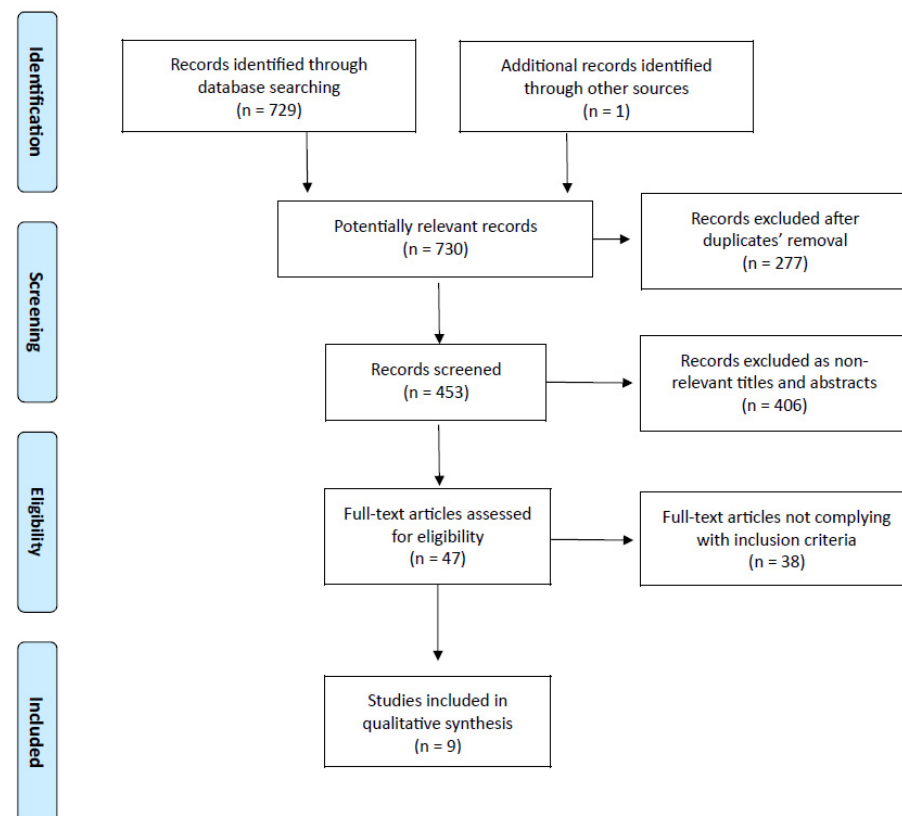 Identification
Records identified through
database searching
(n = 729)
Additional records identified
through other sources
(n = 1)
Potentially relevant records
(n = 730)
Records excluded after
duplicates’ removal
(n = 277)
Screening
Records screened
(n = 453)
Records excluded as non-
relevant titles and abstracts
(n = 406)
Eligibility
Full-text articles assessed
for eligibility
(n = 47)
Full-text articles not complying
with inclusion criteria
(n = 38)
Included
Studies included in
qualitative synthesis
(n = 9)